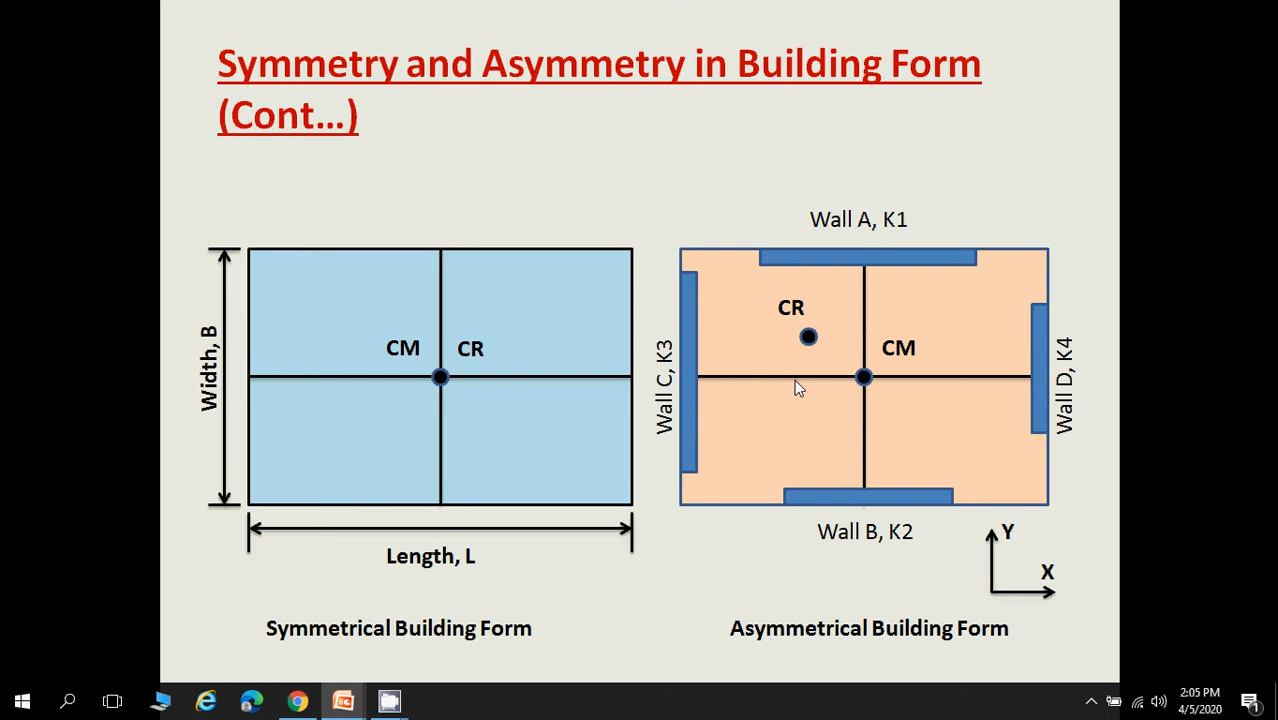 Symmetry and Asymmetry in Building Form
(Cont…)
Width, B
CM
CR
Length, L
Symmetrical Building Form
Wall A, K1
CR
CM
Wall C, K3
Wall D, K4
Wall B, K2
Y
X
Asymmetrical Building Form
2:05 PM
4/5/2020
1